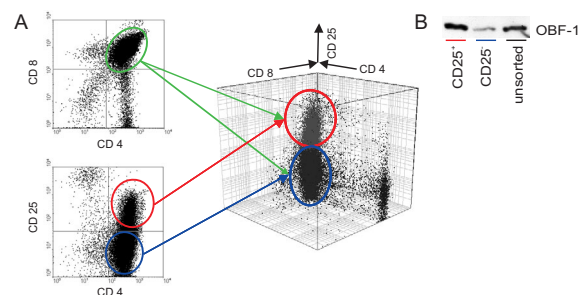 A
CD 8
CD 4
CD 25
CD 4
CD 25
CD 8
CD 4
B
OBF-1
CD25⁺
CD25⁻
unsorted